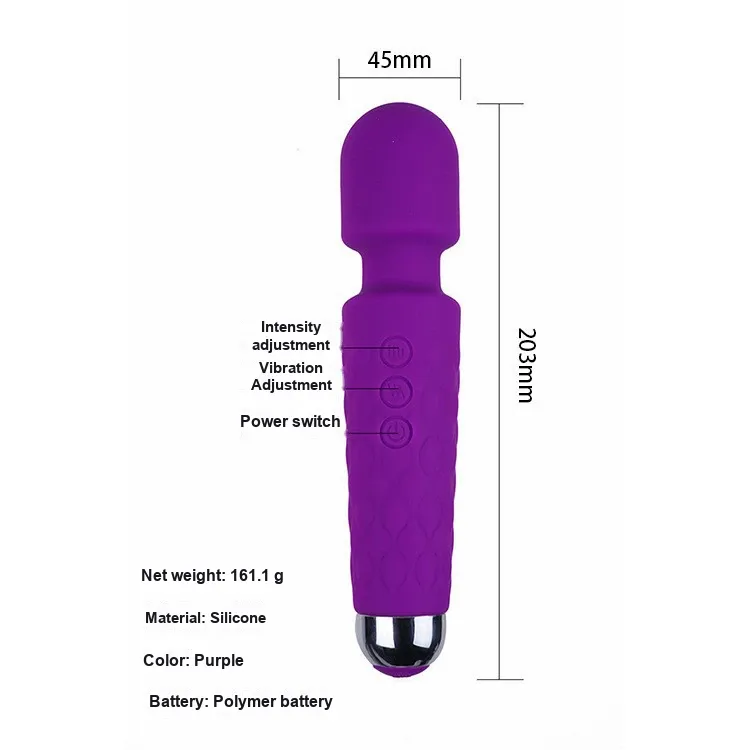 45mm
203mm
Intensity
adjustment
Vibration
Adjustment
Power switch
Net weight: 161.1 g
Material: Silicone
Color: Purple
Battery: Polymer battery